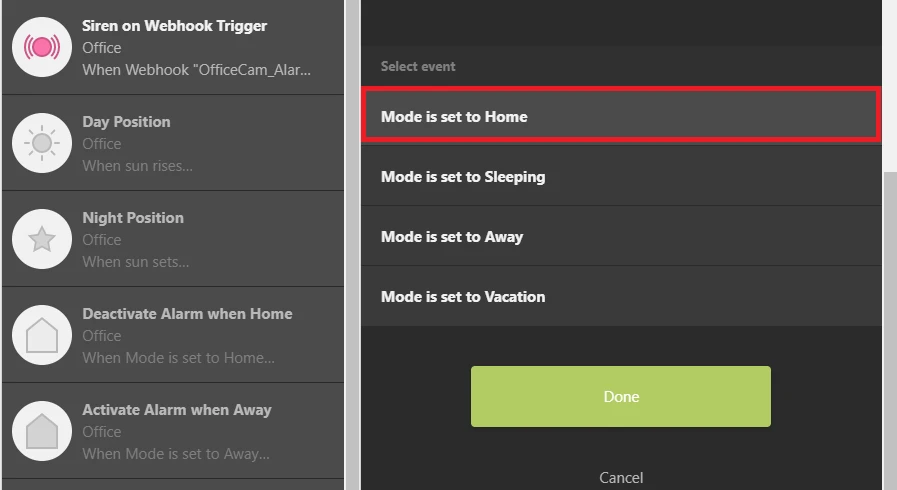 Siren on Webhook Trigger
Office
When Webhook "OfficeCam_Alar...
Day Position
Office
When sun rises...
Night Position
Office
When sun sets...
Deactivate Alarm when Home
Office
When Mode is set to Home...
Activate Alarm when Away
Office
When Mode is set to Away...
Select event
Mode is set to Home
Mode is set to Sleeping
Mode is set to Away
Mode is set to Vacation
Done
Cancel